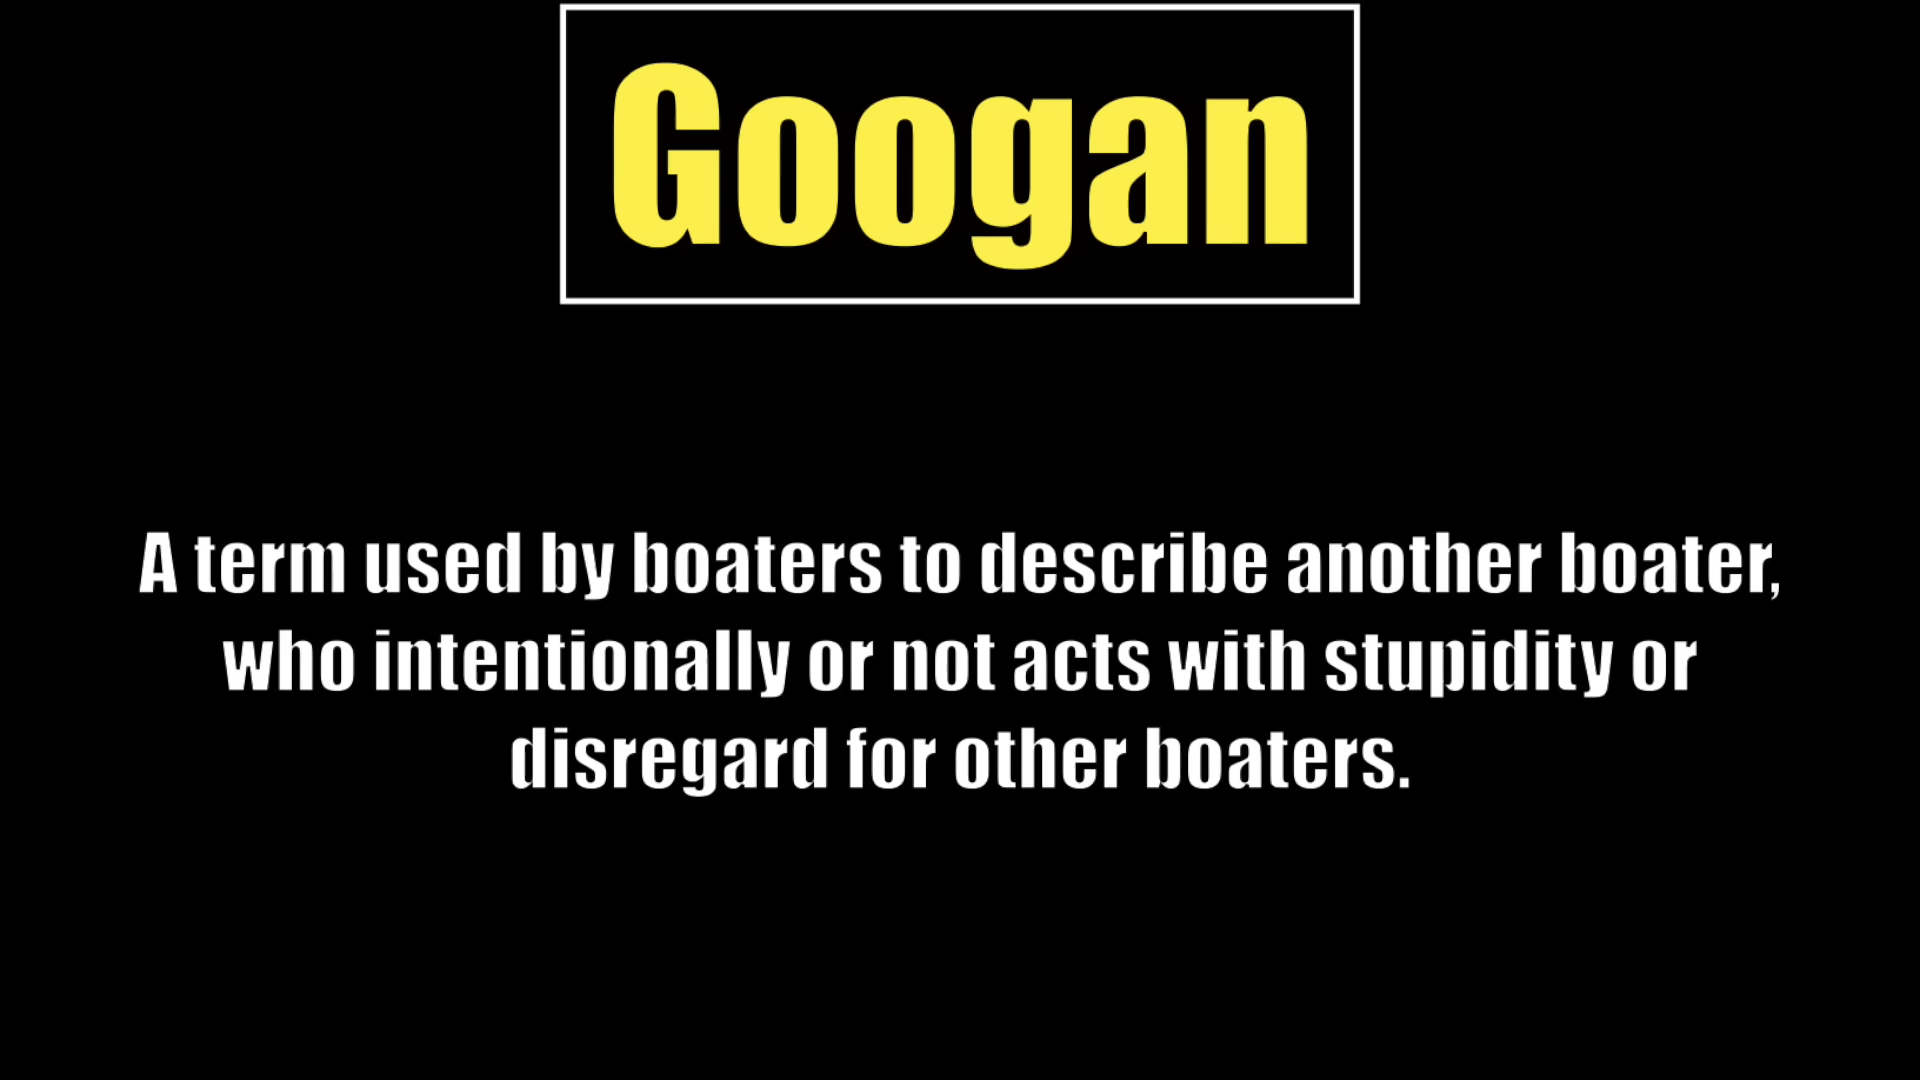 Googan
A term used by boaters to describe another boater,
who intentionally or not acts with stupidity or
disregard for other boaters.